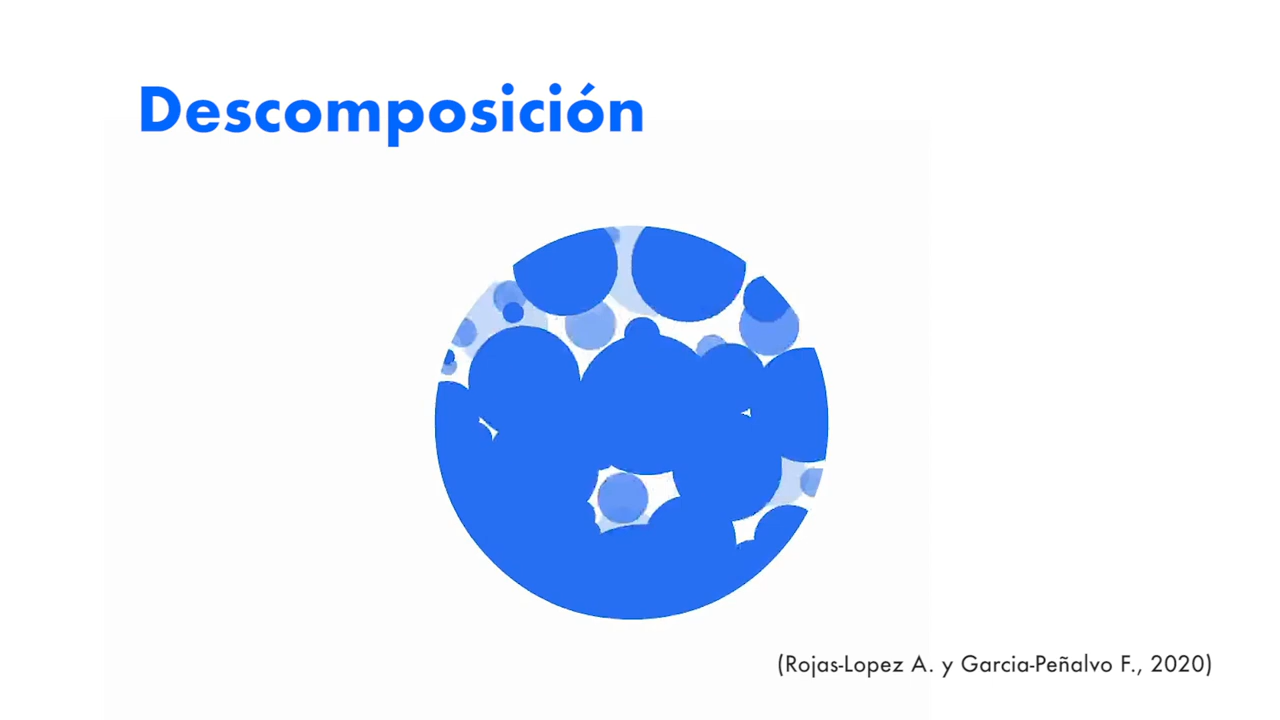 Descomposición
(Rojas-Lopez A. y Garcia-Peñalvo F., 2020)